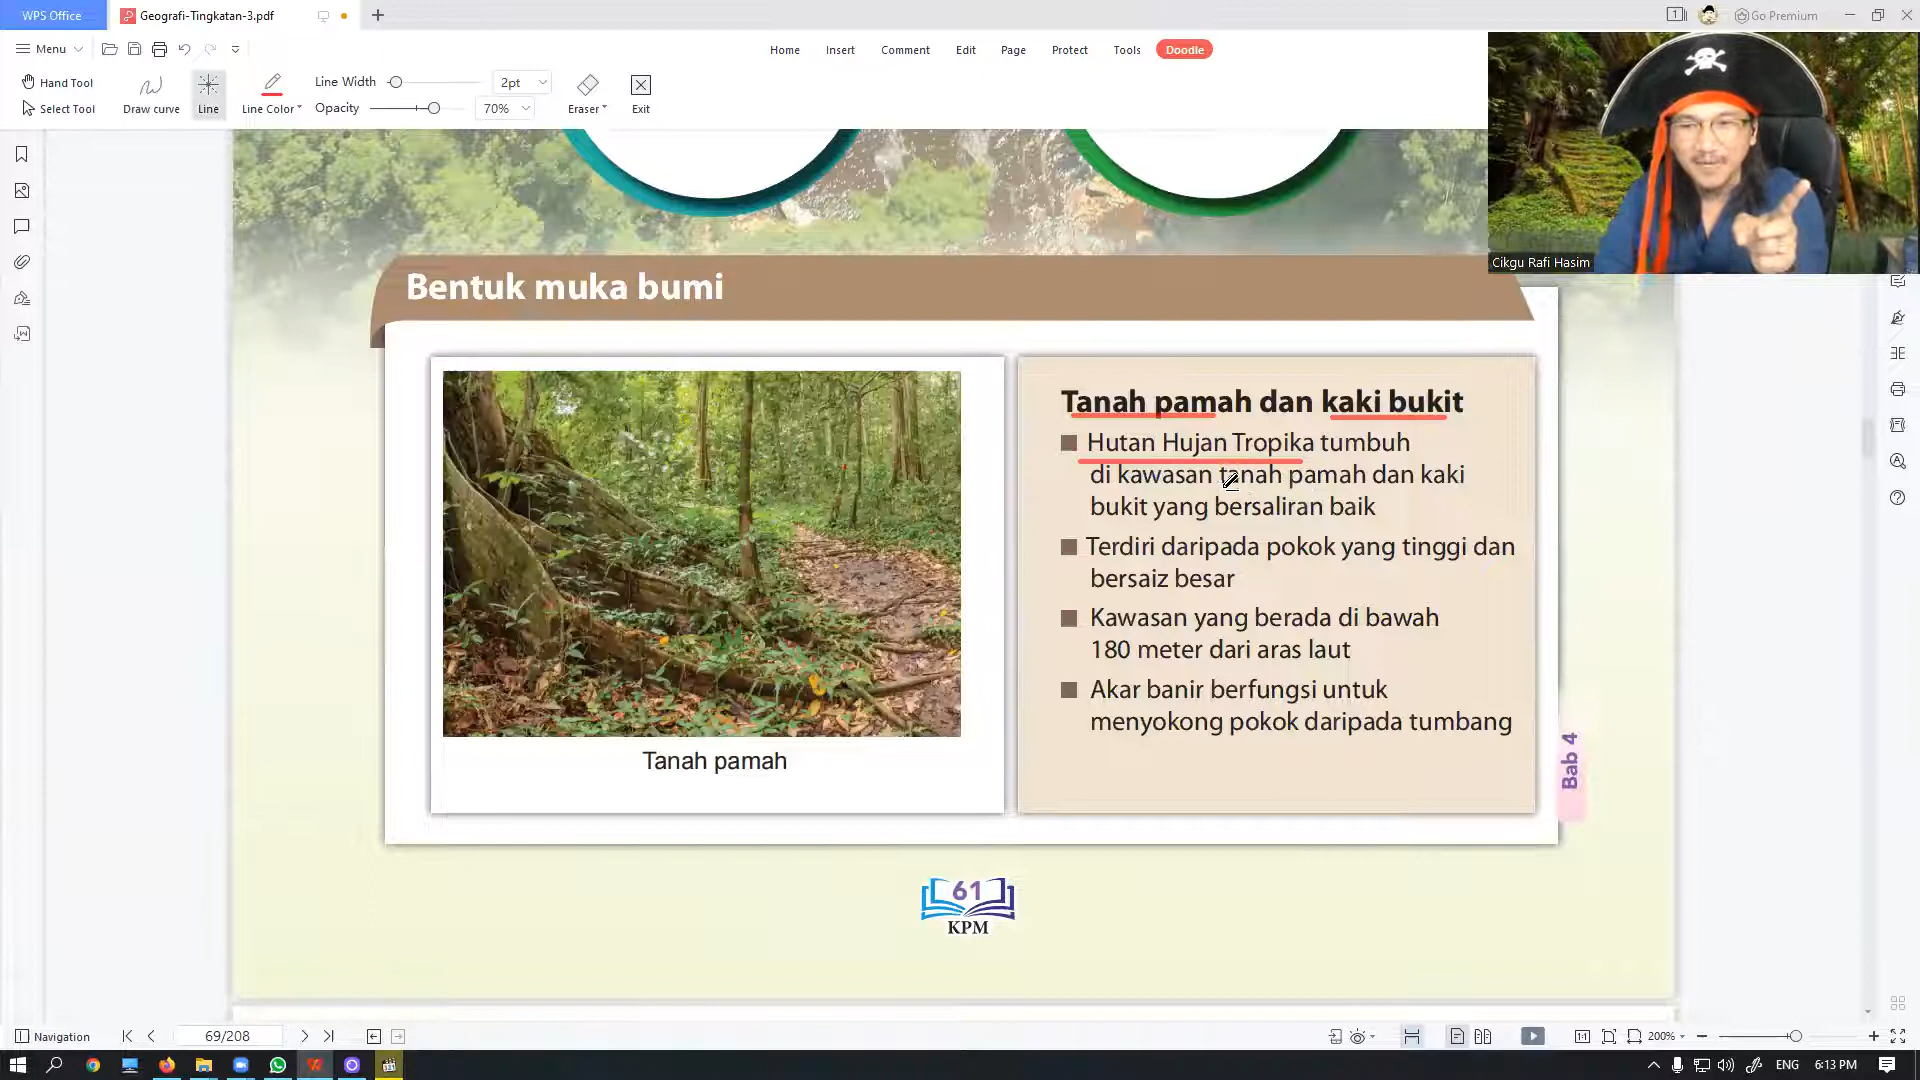 WPS Office
Geografi-Tingkatan-3.pdf
1
Go Premium
Menu
Home
Insert
Comment
Edit
Page
Protect
Tools
Doodle
Hand Tool
Select Tool
Draw curve
Line
Line Color
Line Width
2pt
Opacity
70%
Eraser
Exit
Cikgu Rafi Hasim
Bentuk muka bumi
Tanah pamah
Tanah pamah dan kaki bukit
Hutan Hujan Tropika tumbuh
di kawasan tanah pamah dan kaki
bukit yang bersaliran baik
Terdiri daripada pokok yang tinggi dan
bersaiz besar
Kawasan yang berada di bawah
180 meter dari aras laut
Akar banir berfungsi untuk
menyokong pokok daripada tumbang
Bab 4
61
KPM
Navigation
69/208
200%
ENG
6:13 PM